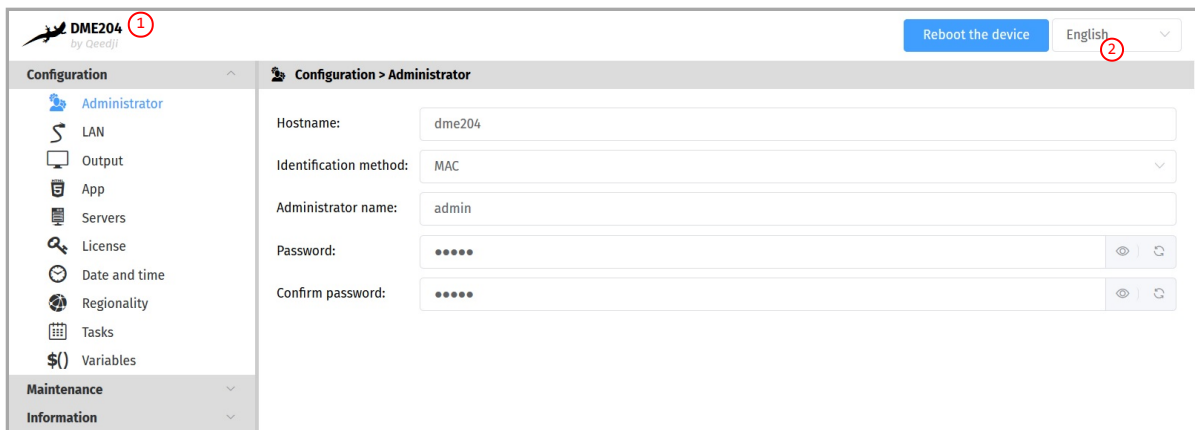 DME204 1
by Qeedji
Reboot the device
English
2
Configuration
Administrator
LAN
Output
App
Servers
License
Date and time
Regionality
Tasks
$() Variables
Maintenance
Information
Configuration > Administrator
Hostname: dme204
Identification method: MAC
Administrator name: admin
Password: •••••
Confirm password: •••••